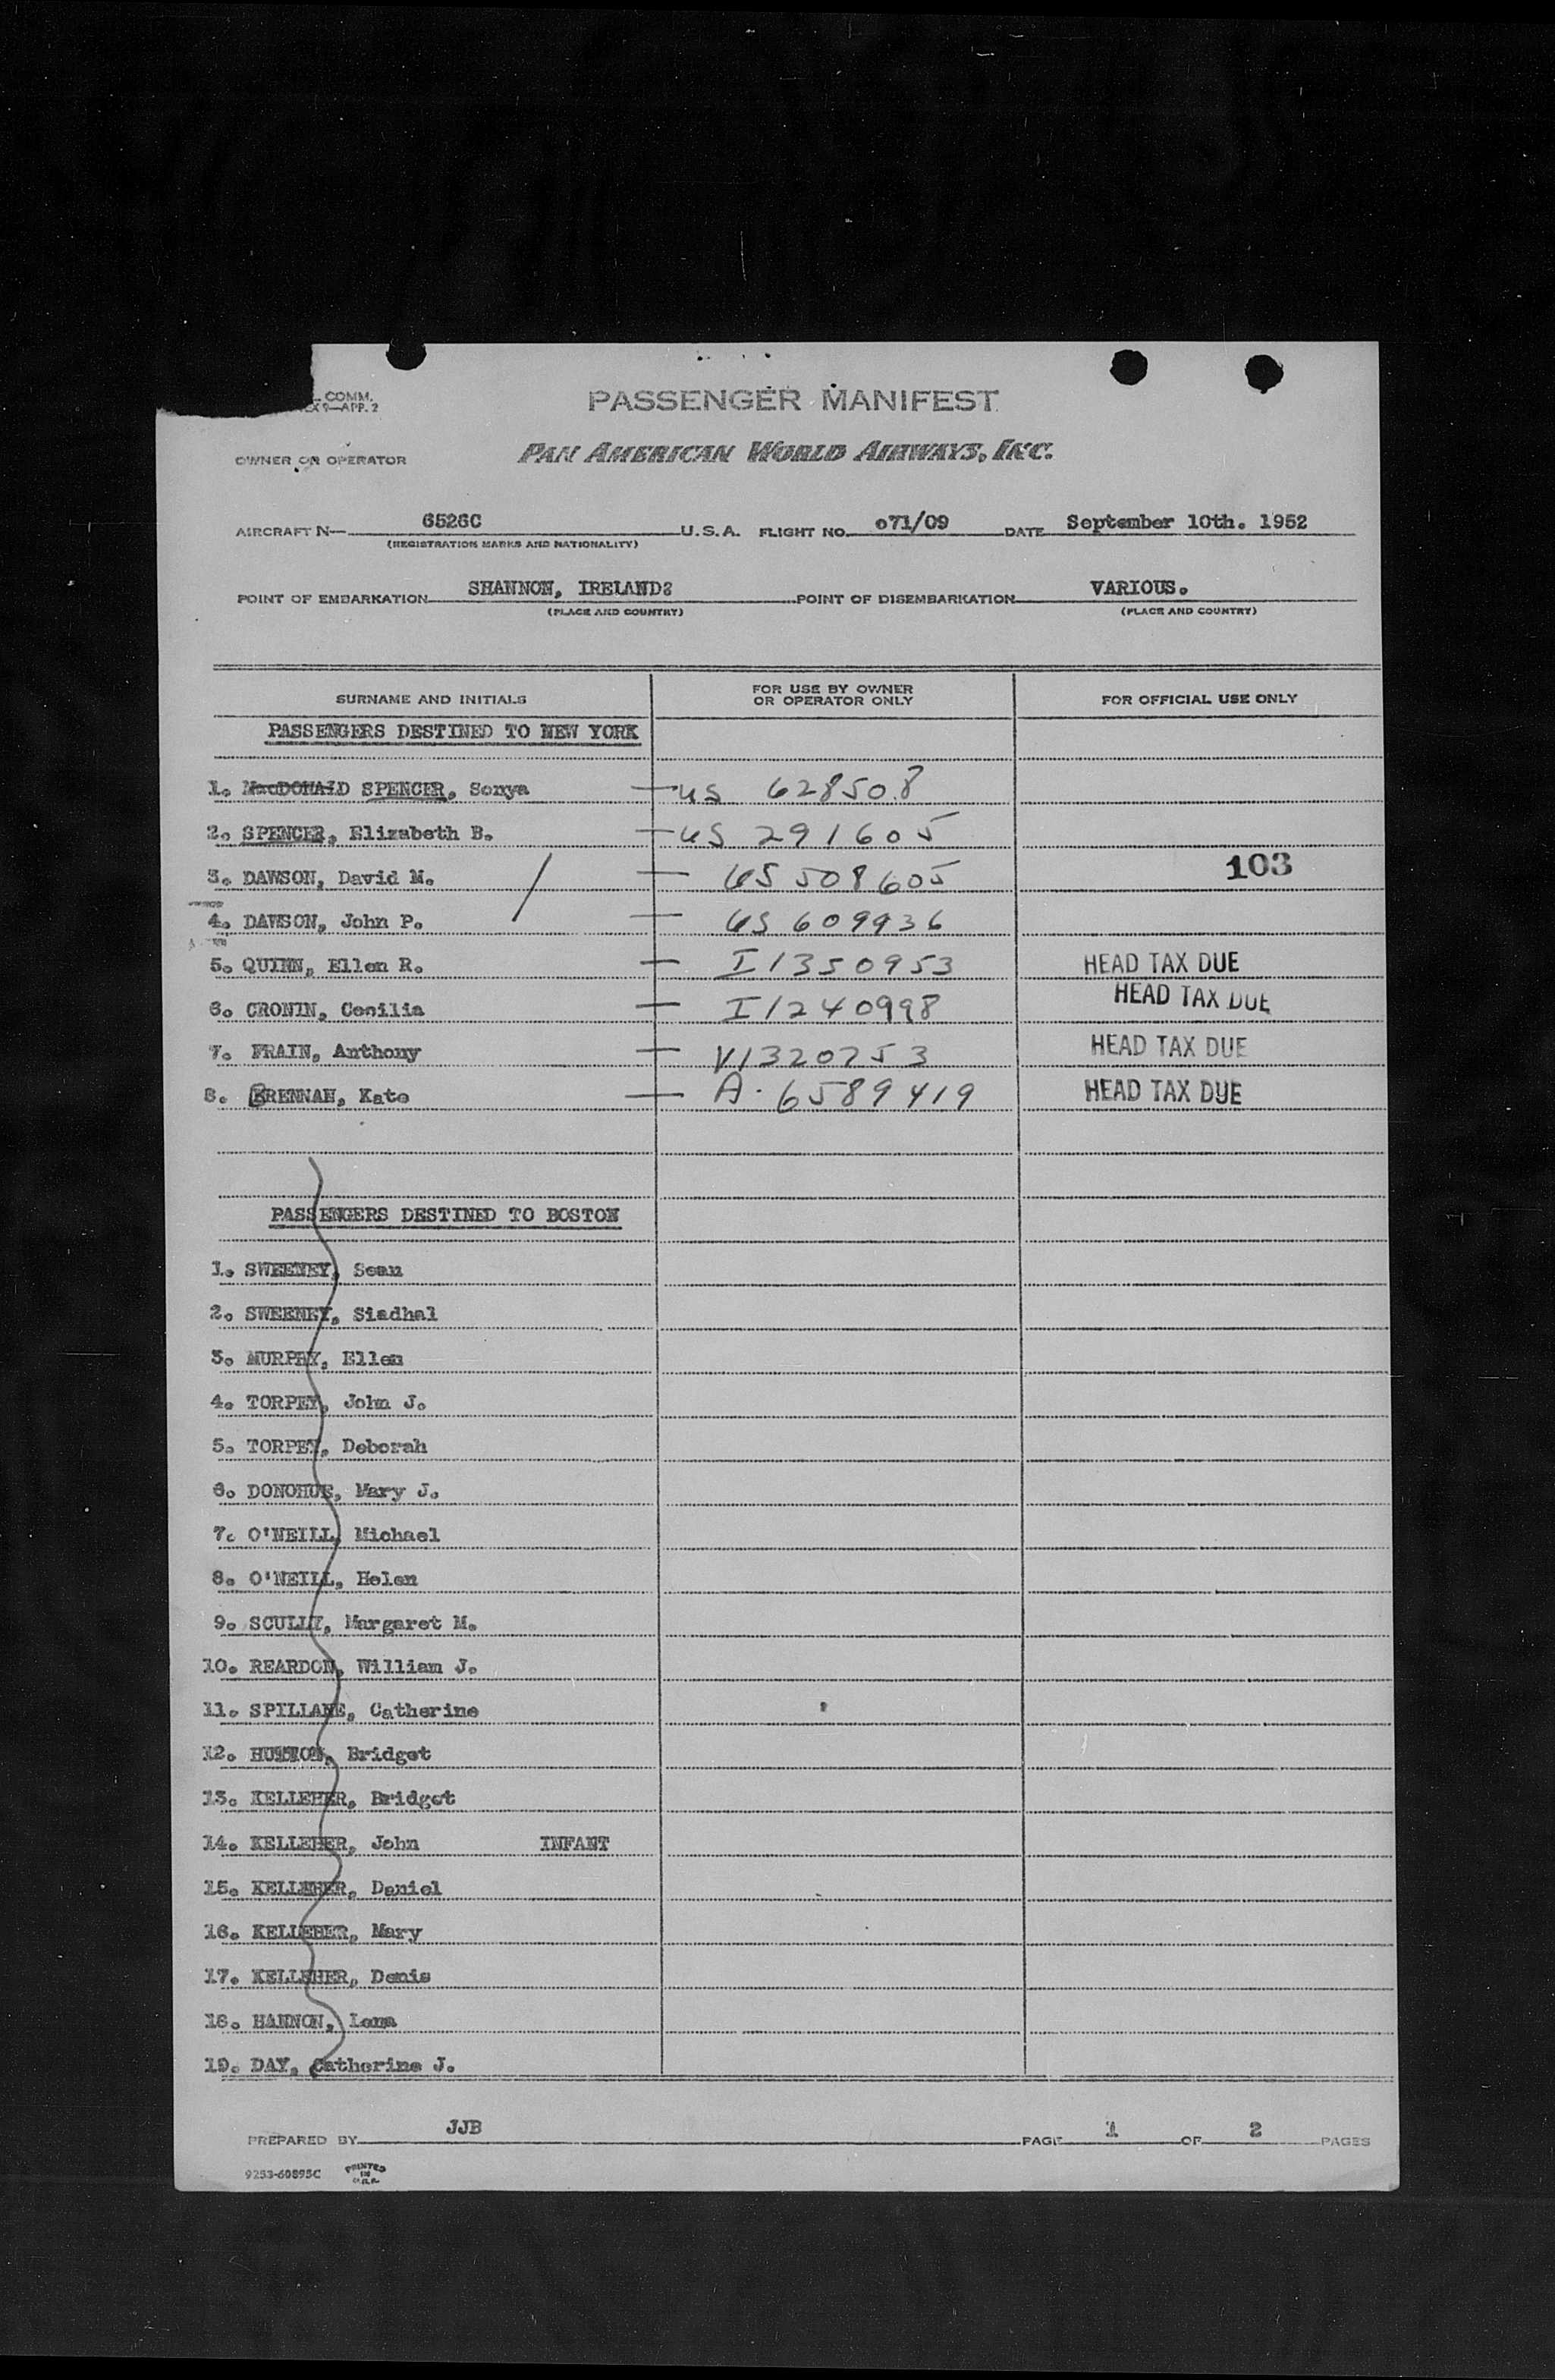 L COMM.
EX 9—APP. 2
PASSENGER MANIFEST
OWNER OR OPERATOR PAN AMERICAN WORLD AIRWAYS, INC.
AIRCRAFT N— 6526C U.S.A. FLIGHT NO. o71/09 DATE September 10th. 1952
(REGISTRATION MARKS AND NATIONALITY)
POINT OF EMBARKATION SHANNON, IRELAND2 POINT OF DISEMBARKATION VARIOUS.
(PLACE AND COUNTRY) (PLACE AND COUNTRY)
SURNAME AND INITIALS FOR USE BY OWNER OR OPERATOR ONLY FOR OFFICIAL USE ONLY
PASSENGERS DESTINED TO NEW YORK
1. MacDONALD SPENCER, Sonya — US 628508
2. SPENCER, Elizabeth B. — US 291605
3. DAWSON, David M. — US 508605 103
4. DAWSON, John P. — US 609936
5. QUINN, Ellen R. — I1350953 HEAD TAX DUE
6. CRONIN, Cecilia — I1240998 HEAD TAX DUE
7. FRAIN, Anthony — V1320253 HEAD TAX DUE
8. BRENNAN, Kate — A·6589419 HEAD TAX DUE
PASSENGERS DESTINED TO BOSTON
1. SWEENEY, Sean
2. SWEENEY, Siadhal
3. MURPHY, Ellen
4. TORPEY, John J.
5. TORPEY, Deborah
6. DONOHUE, Mary J.
7. O'NEILL, Michael
8. O'NEILL, Helen
9. SCULLY, Margaret M.
10. REARDON, William J.
11. SPILLANE, Catherine
12. HUTTON, Bridget
13. KELLEHER, Bridget
14. KELLEHER, John INFANT
15. KELLEHER, Daniel
16. KELLEHER, Mary
17. KELLEHER, Denis
18. HANNON, Lena
19. DAY, Catherine J.
PREPARED BY JJB PAGE 1 OF 2 PAGES
9253-60895C PRINTED IN U.S.A.